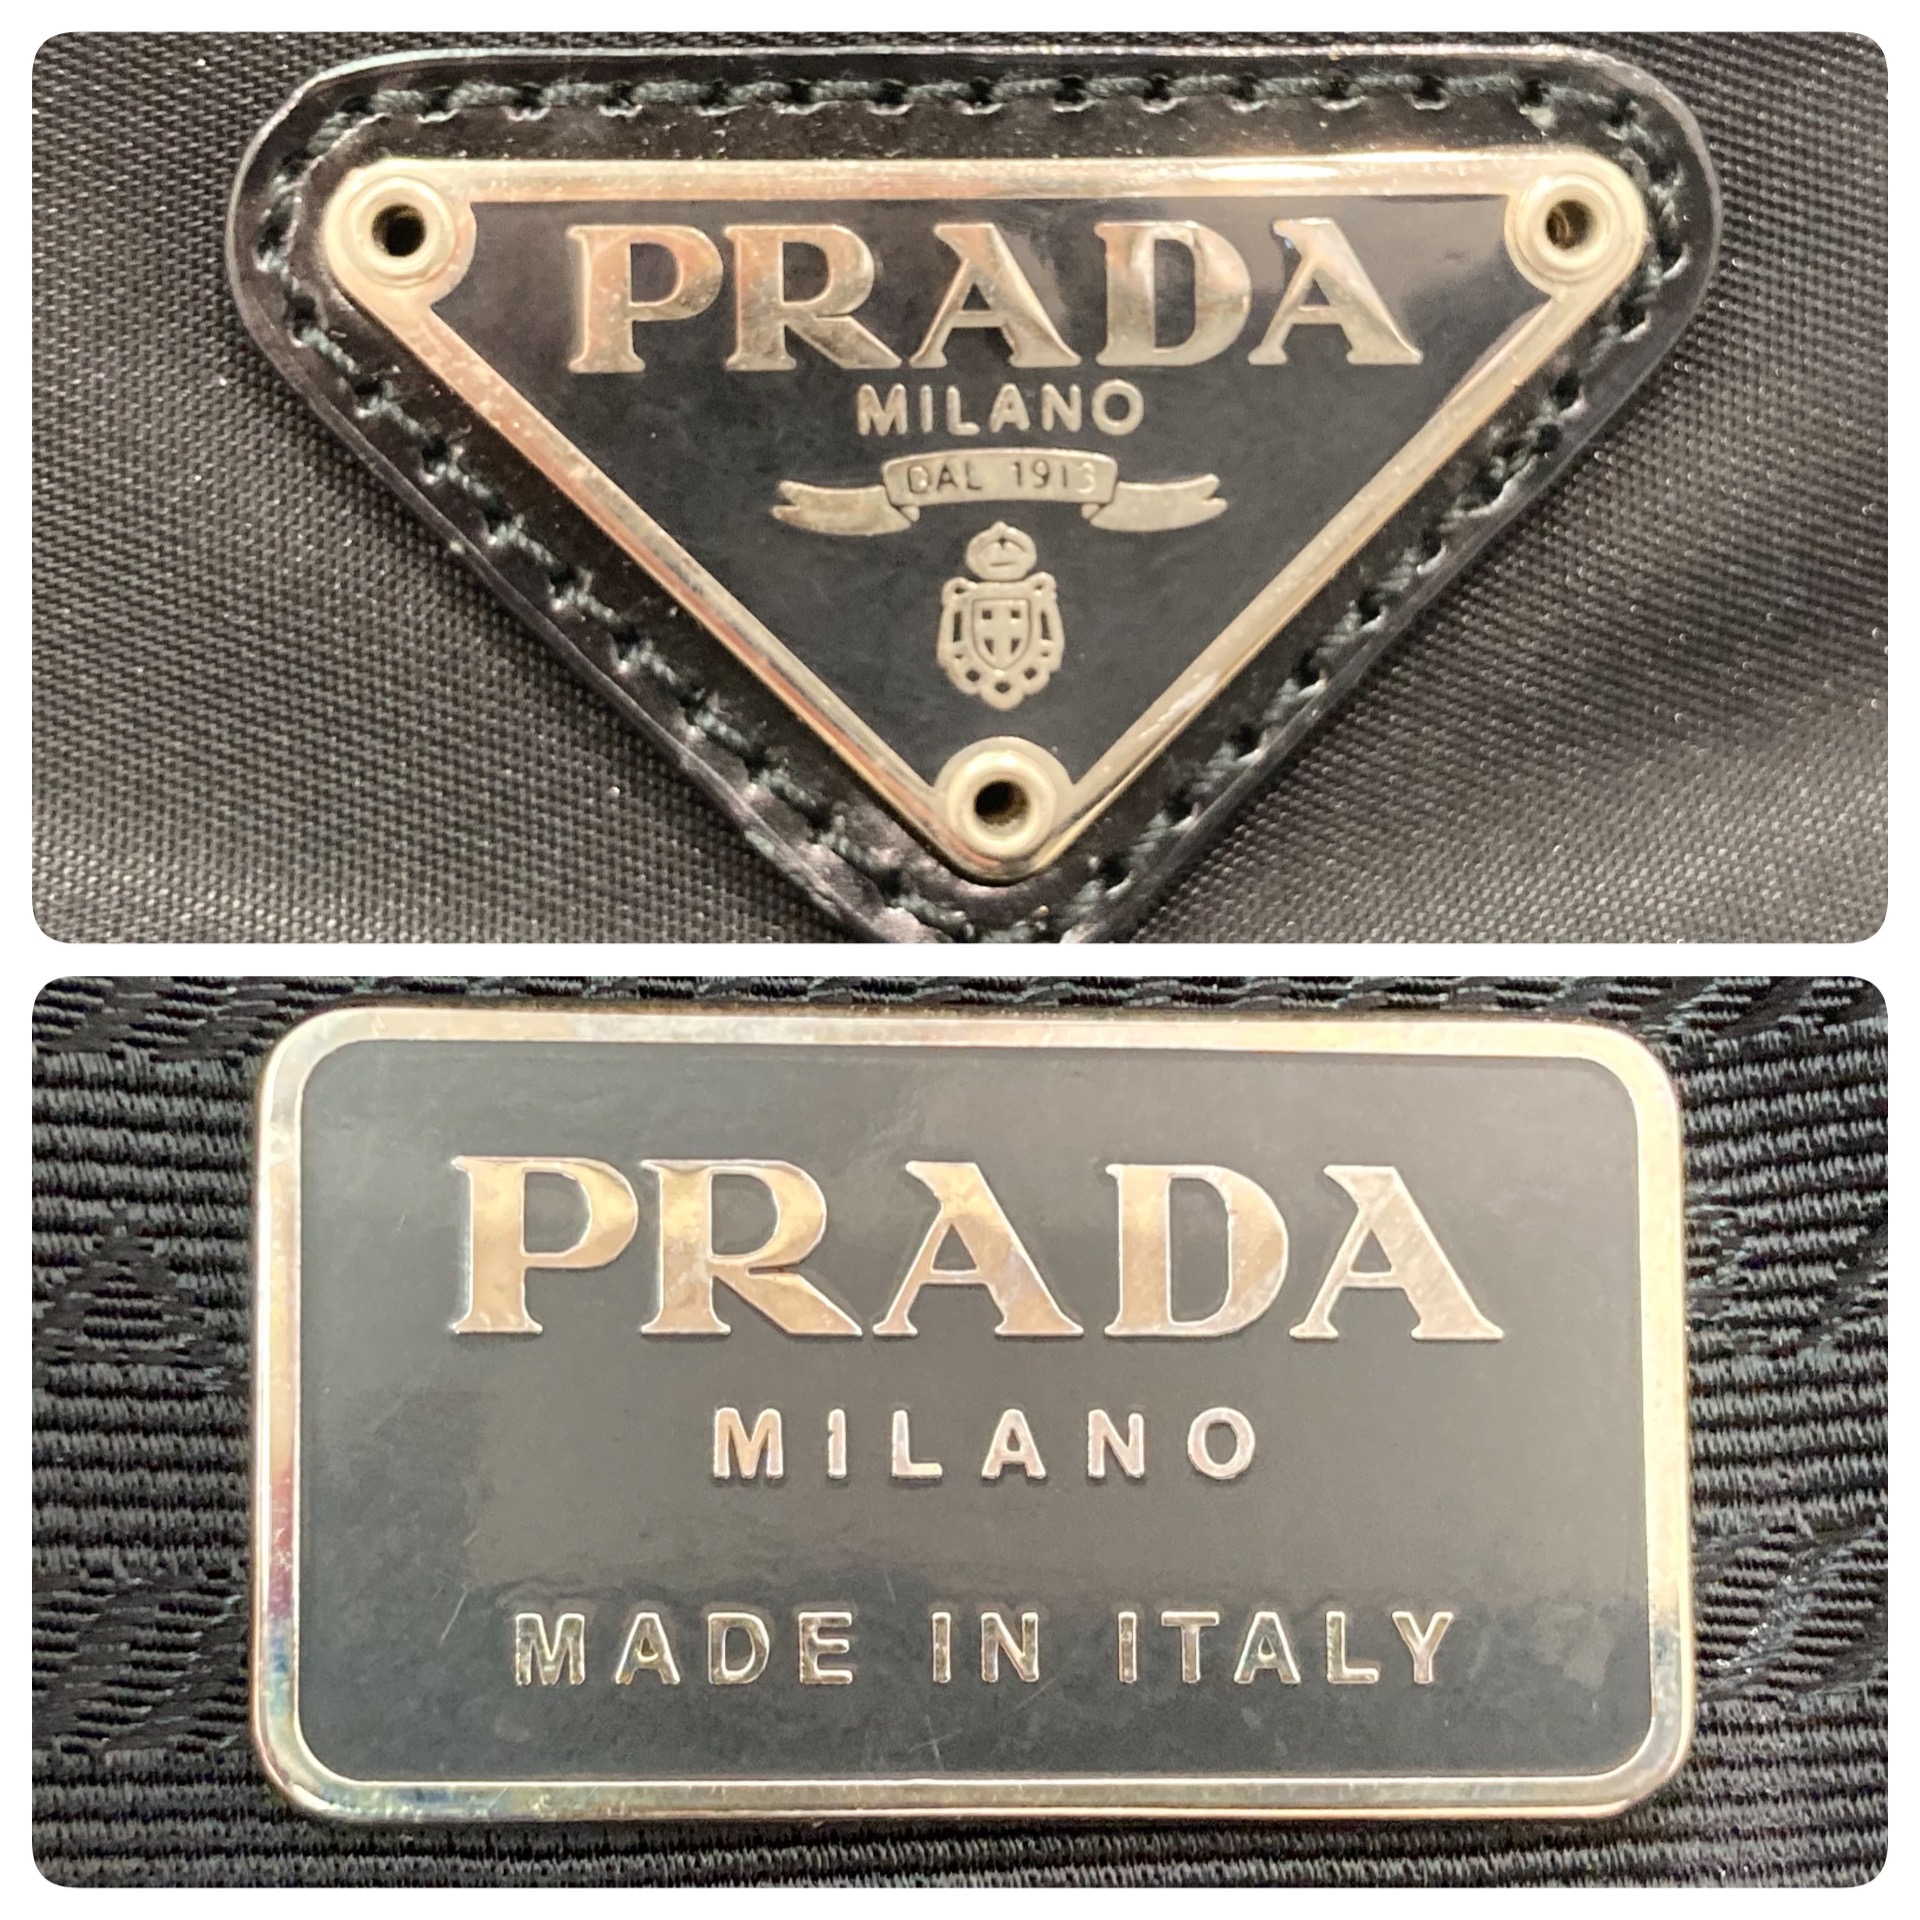 PRADA
MILANO
DAL 1913
PRADA
MILANO
MADE IN ITALY